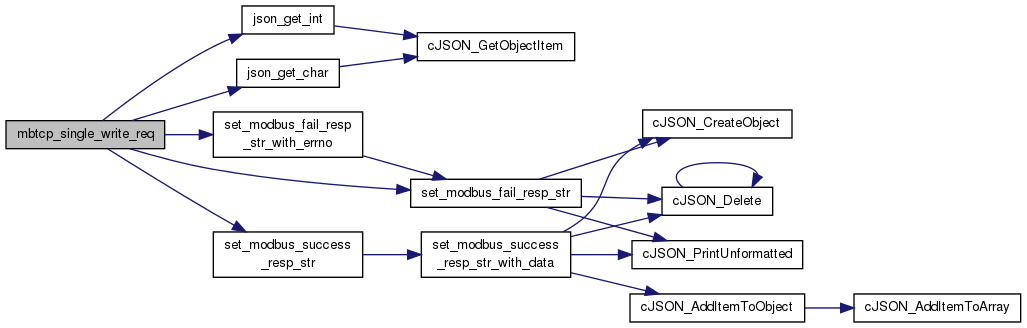 json_get_int
cJSON_GetObjectItem
json_get_char
mbtcp_single_write_req
set_modbus_fail_resp
_str_with_errno
cJSON_CreateObject
set_modbus_fail_resp_str
cJSON_Delete
set_modbus_success
_resp_str
set_modbus_success
_resp_str_with_data
cJSON_PrintUnformatted
cJSON_AddItemToObject
cJSON_AddItemToArray